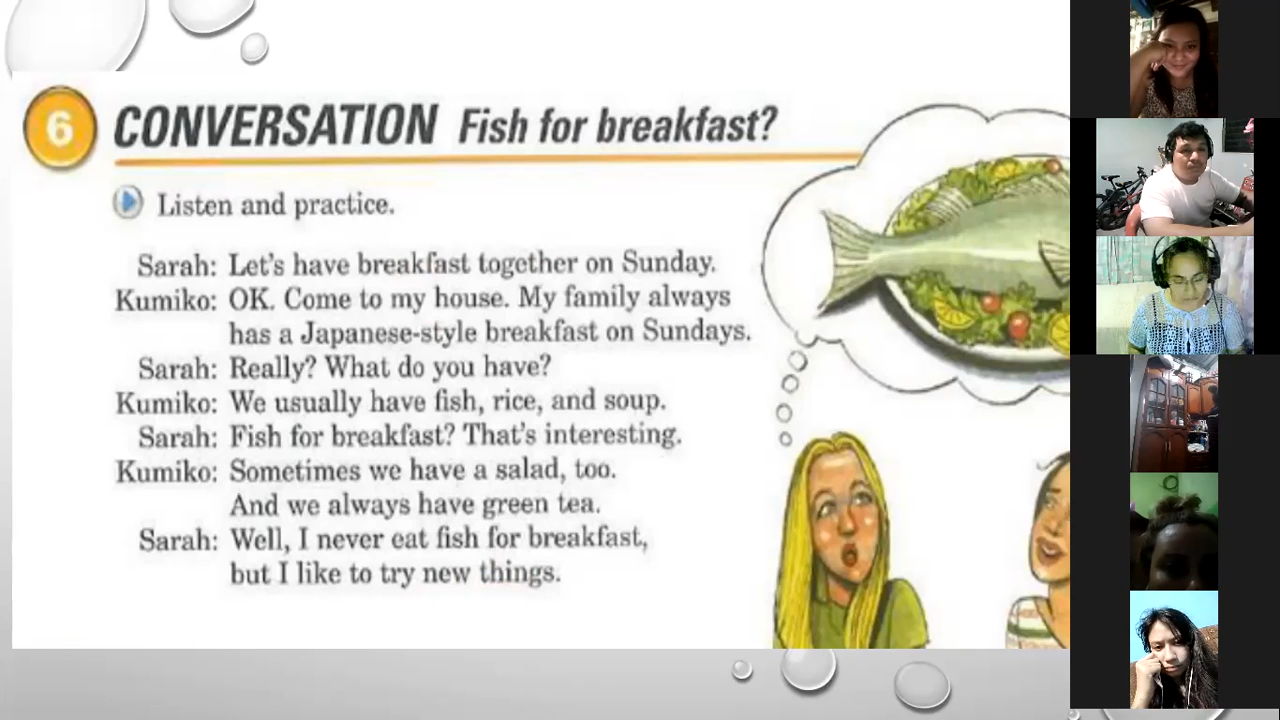 6 CONVERSATION Fish for breakfast?
Listen and practice.
Sarah: Let's have breakfast together on Sunday.
Kumiko: OK. Come to my house. My family always
has a Japanese-style breakfast on Sundays.
Sarah: Really? What do you have?
Kumiko: We usually have fish, rice, and soup.
Sarah: Fish for breakfast? That's interesting.
Kumiko: Sometimes we have a salad, too.
And we always have green tea.
Sarah: Well, I never eat fish for breakfast,
but I like to try new things.